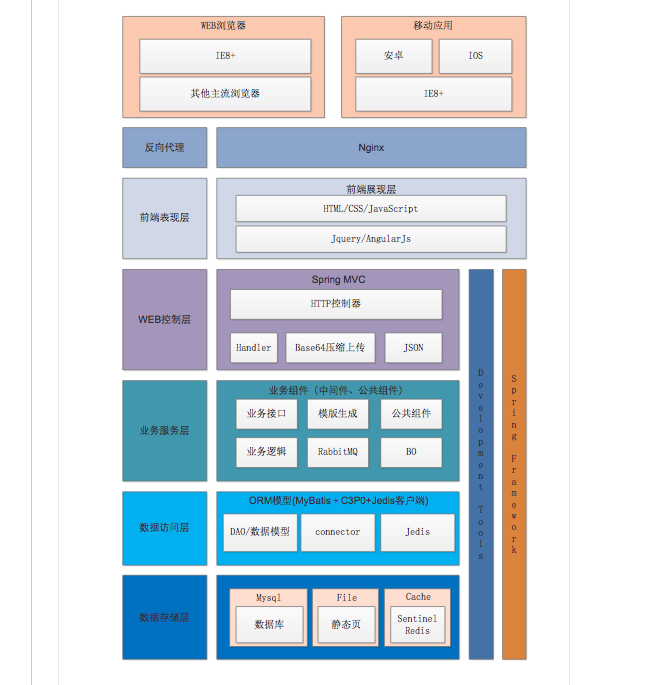 WEB浏览器
IE8+
其他主流浏览器
移动应用
安卓
IOS
IE8+
反向代理
Nginx
前端表现层
前端展现层
HTML/CSS/JavaScript
Jquery/AngularJs
WEB控制层
Spring MVC
HTTP控制器
Handler
Base64压缩上传
JSON
业务服务层
业务组件（中间件、公共组件）
业务接口
模版生成
公共组件
业务逻辑
RabbitMQ
BO
数据访问层
ORM模型(MyBatis＋C3P0+Jedis客户端)
DAO/数据模型
connector
Jedis
数据存储层
Mysql
数据库
File
静态页
Cache
Sentinel
Redis
Development Tools
Spring Framework